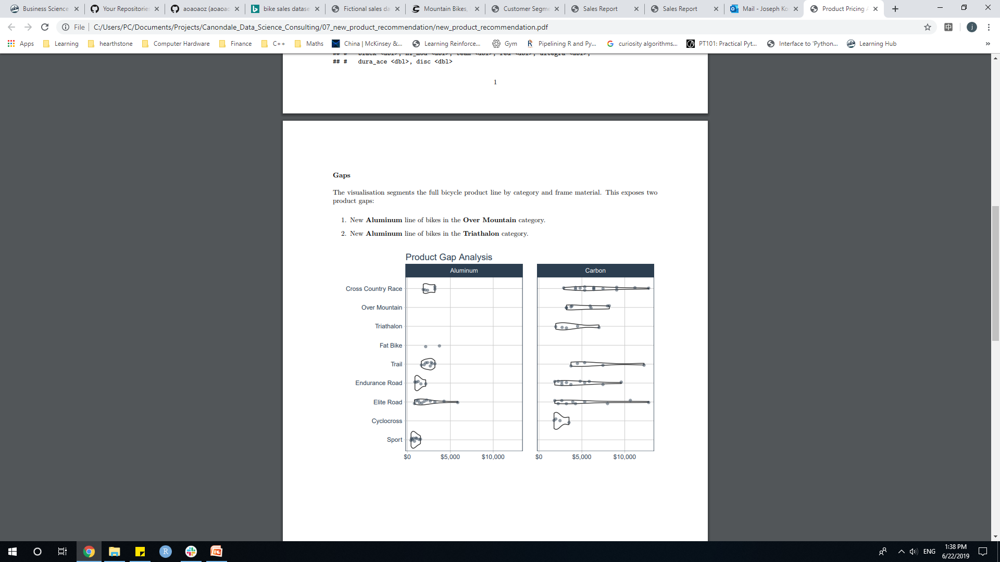 Business Science
Your Repositories
aoaoaoz (aoaoao
bike sales datase
Fictional sales da
Mountain Bikes,
Customer Segme
Sales Report
Sales Report
Mail - Joseph Ko
Product Pricing
File
C:/Users/PC/Documents/Projects/Canondale_Data_Science_Consulting/07_new_product_recommendation/new_product_recommendation.pdf
j
Apps
Learning
hearthstone
Computer Hardware
Finance
C++
Maths
China | McKinsey &...
Learning Reinforce...
Gym
Pipelining R and Py...
curiosity algorithms...
PT101: Practical Pyt...
Interface to 'Python...
Learning Hub
»
## # black <dbl>, hi_mod <dbl>, team <dbl>, red <dbl>, ultegra <dbl>,
## # dura_ace <dbl>, disc <dbl>
1
Gaps
The visualisation segments the full bicycle product line by category and frame material. This exposes two
product gaps:
1. New Aluminum line of bikes in the Over Mountain category.
2. New Aluminum line of bikes in the Triathalon category.
Product Gap Analysis
Aluminum
Carbon
Cross Country Race
Over Mountain
Triathalon
Fat Bike
Trail
Endurance Road
Elite Road
Cyclocross
Sport
$0
$5,000
$10,000
$0
$5,000
$10,000
ENG
1:38 PM
6/22/2019